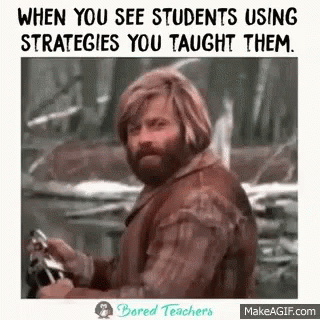 WHEN YOU SEE STUDENTS USING
STRATEGIES YOU TAUGHT THEM.
Bored Teachers
MakeAGIF.com